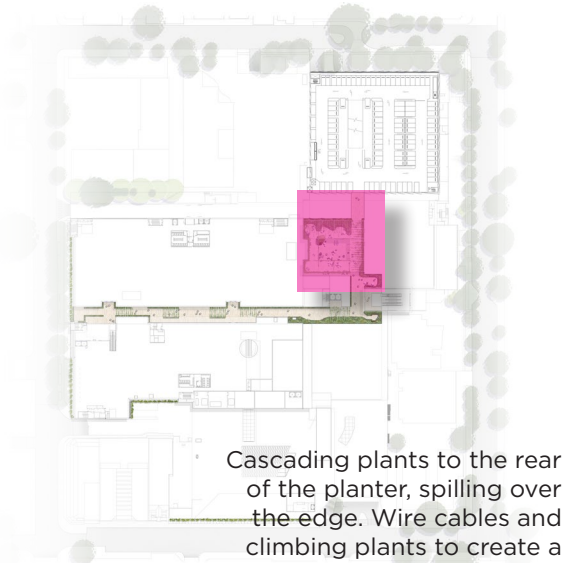 Cascading plants to the rear
of the planter, spilling over
the edge. Wire cables and
climbing plants to create a